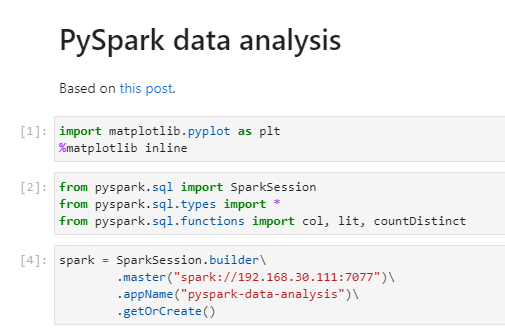 PySpark data analysis
Based on this post.
[1]: import matplotlib.pyplot as plt
%matplotlib inline
[2]: from pyspark.sql import SparkSession
from pyspark.sql.types import *
from pyspark.sql.functions import col, lit, countDistinct
[4]: spark = SparkSession.builder\
.master("spark://192.168.30.111:7077")\
.appName("pyspark-data-analysis")\
.getOrCreate()